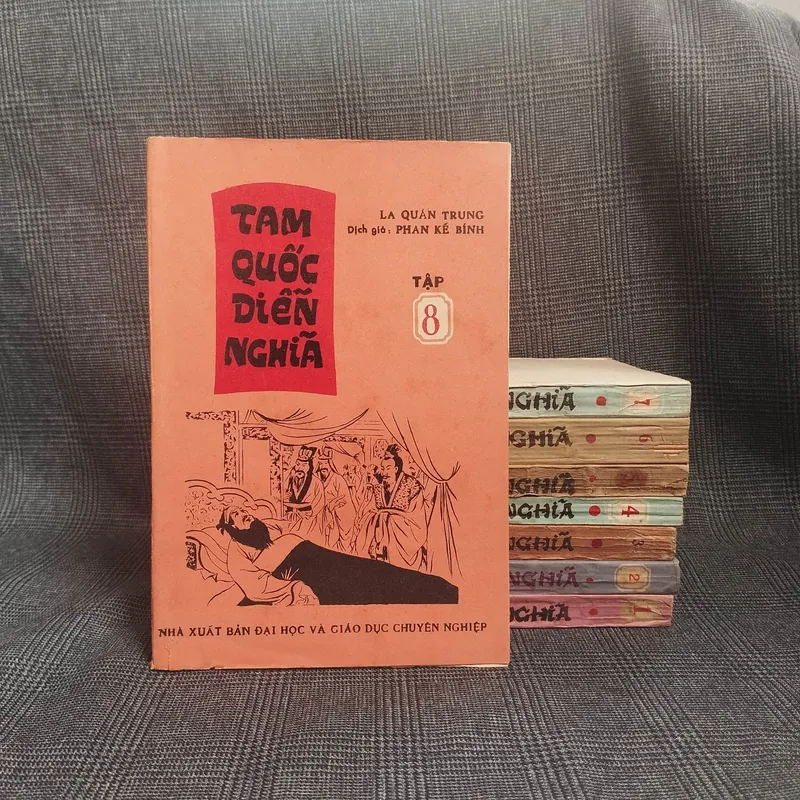 TAM
QUỐC
DIỄN
NGHĨA
LA QUÁN TRUNG
Dịch giả: PHAN KẾ BÍNH
TẬP
8
NHÀ XUẤT BẢN ĐẠI HỌC VÀ GIÁO DỤC CHUYÊN NGHIỆP
NGHĨA • 7
NGHĨA • 6
NGHĨA • 5
NGHĨA • 4
NGHĨA • 3
NGHĨA • 2
NGHĨA • 1